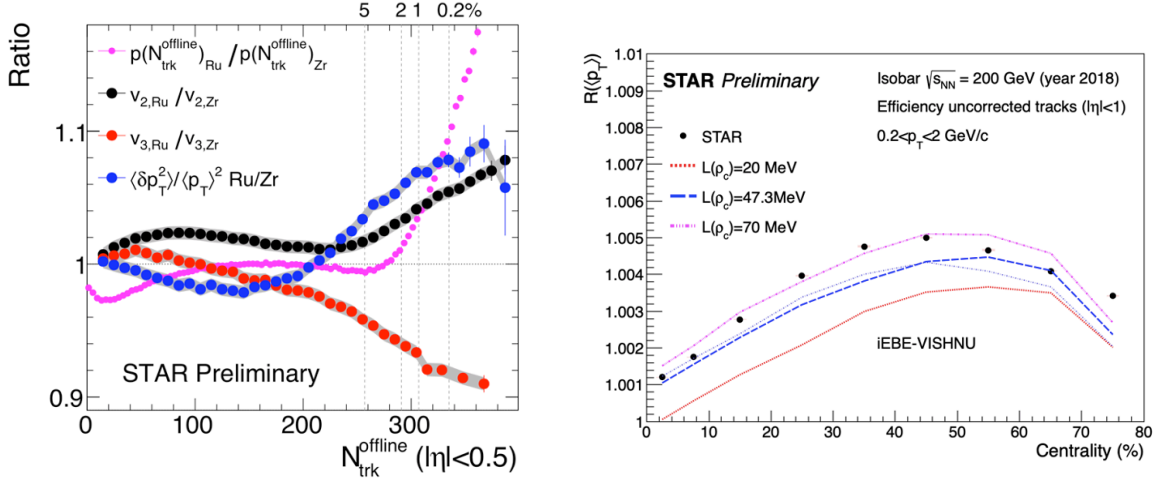 5 2 1 0.2%
Ratio
p(N_trk^offline)_Ru / p(N_trk^offline)_Zr
v_2,Ru / v_2,Zr
v_3,Ru / v_3,Zr
⟨δp_T^2⟩/⟨p_T⟩^2 Ru/Zr
1.1
1
0.9
STAR Preliminary
0 100 200 300
N_trk^offline (|η|<0.5)
R(⟨p_T⟩)
1.01
1.009
1.008
1.007
1.006
1.005
1.004
1.003
1.002
1.001
1
STAR Preliminary
Isobar √s_NN = 200 GeV (year 2018)
Efficiency uncorrected tracks (|η|<1)
0.2<p_T<2 GeV/c
STAR
L(ρ_c)=20 MeV
L(ρ_c)=47.3MeV
L(ρ_c)=70 MeV
iEBE-VISHNU
0 10 20 30 40 50 60 70 80
Centrality (%)